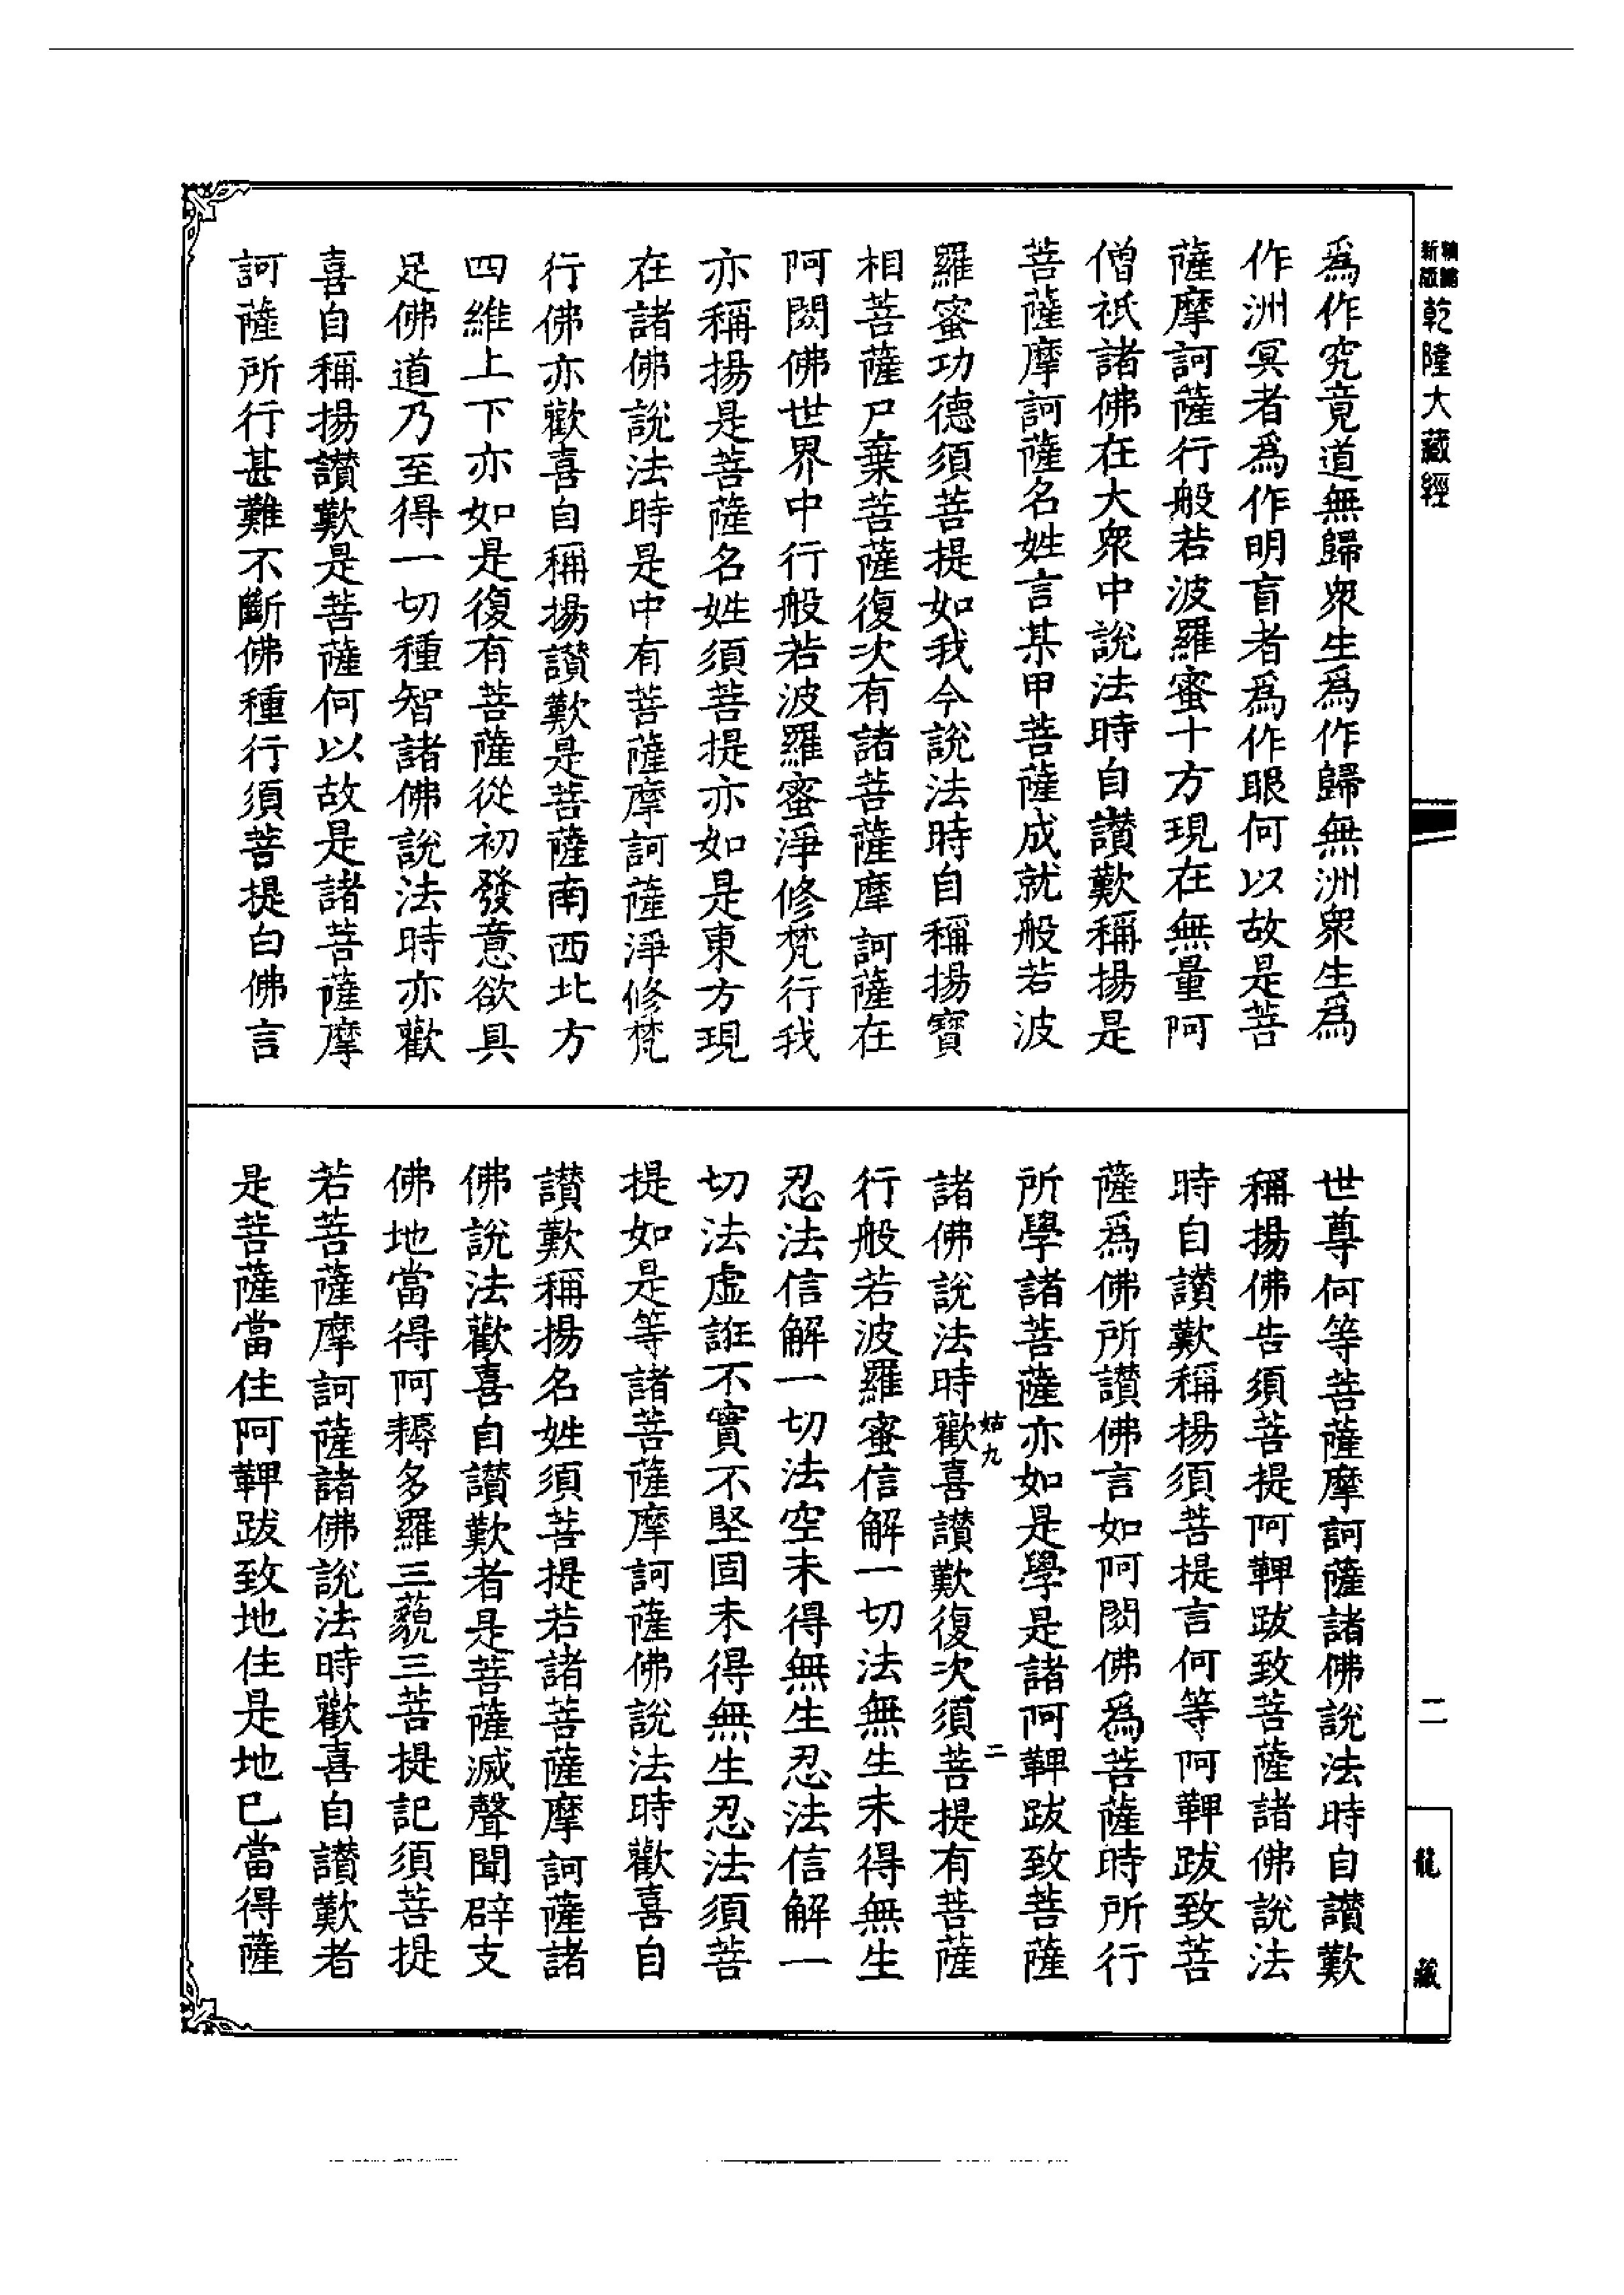 新編縮版乾隆大藏經
二
龍藏
為作究竟道無歸衆生為作歸無洲衆生為
作洲冥者為作明盲者為作眼何以故是菩
薩摩訶薩行般若波羅蜜十方現在無量阿
僧祇諸佛在大衆中說法時自讚歎稱揚是
菩薩摩訶薩名姓言某甲菩薩成就般若波
羅蜜功德須菩提如我今說法時自稱揚寶
相菩薩尸棄菩薩復次有諸菩薩摩訶薩在
阿閦佛世界中行般若波羅蜜淨修梵行我
亦稱揚是菩薩名姓須菩提亦如是東方現
在諸佛說法時是中有菩薩摩訶薩淨修梵
行佛亦歡喜自稱揚讚歎是菩薩南西北方
四維上下亦如是復有菩薩從初發意欲具
足佛道乃至得一切種智諸佛說法時亦歡
喜自稱揚讚歎是菩薩何以故是諸菩薩摩
訶薩所行甚難不斷佛種行須菩提白佛言
世尊何等菩薩摩訶薩諸佛說法時自讚歎
稱揚佛告須菩提阿鞞跋致菩薩諸佛說法
時自讚歎稱揚須菩提言何等阿鞞跋致菩
薩為佛所讚佛言如阿閦佛為菩薩時所行
所學諸菩薩亦如是學是諸阿鞞跋致菩薩
姑九
二
諸佛說法時歡喜讚歎復次須菩提有菩薩
行般若波羅蜜信解一切法無生未得無生
忍法信解一切法空未得無生忍法信解一
切法虛誑不實不堅固未得無生忍法須菩
提如是等諸菩薩摩訶薩佛說法時歡喜自
讚歎稱揚名姓須菩提若諸菩薩摩訶薩諸
佛說法歡喜自讚歎者是菩薩滅聲聞辟支
佛地當得阿耨多羅三藐三菩提記須菩提
若菩薩摩訶薩諸佛說法時歡喜自讚歎者
是菩薩當住阿鞞跋致地住是地已當得薩